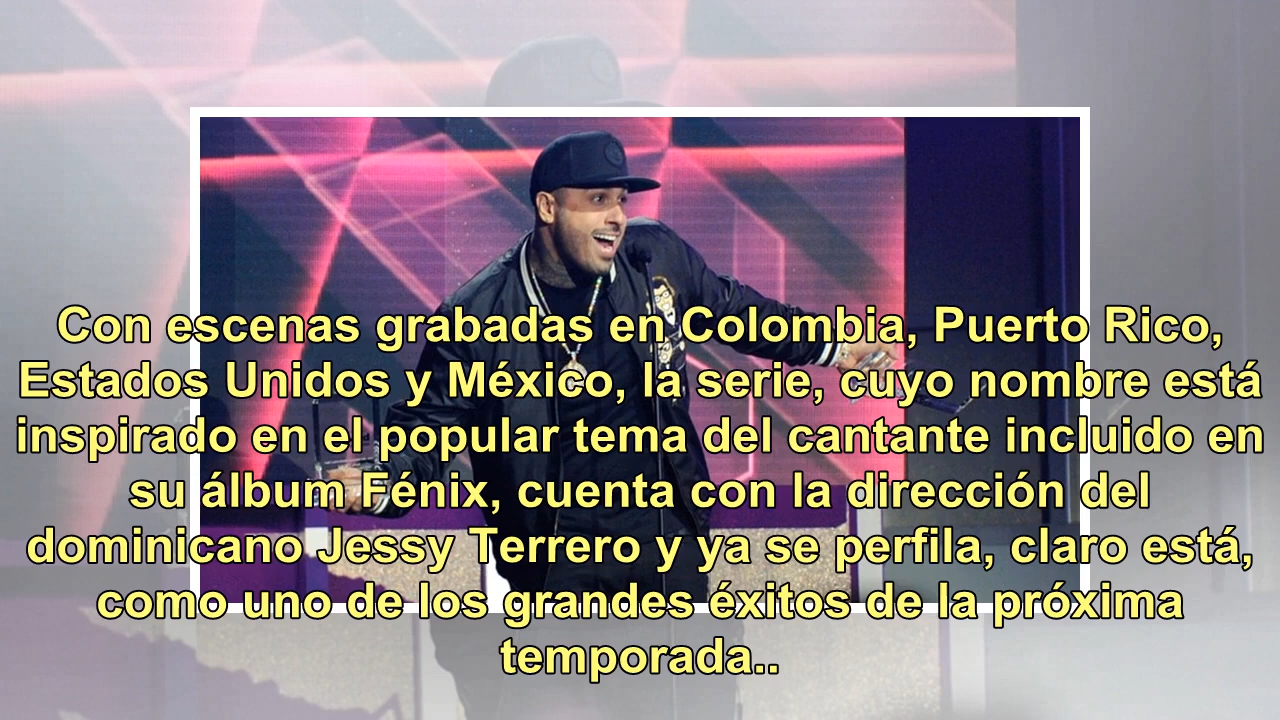 Con escenas grabadas en Colombia, Puerto Rico,
Estados Unidos y México, la serie, cuyo nombre está
inspirado en el popular tema del cantante incluido en
su álbum Fénix, cuenta con la dirección del
dominicano Jessy Terrero y ya se perfila, claro está,
como uno de los grandes éxitos de la próxima
temporada..